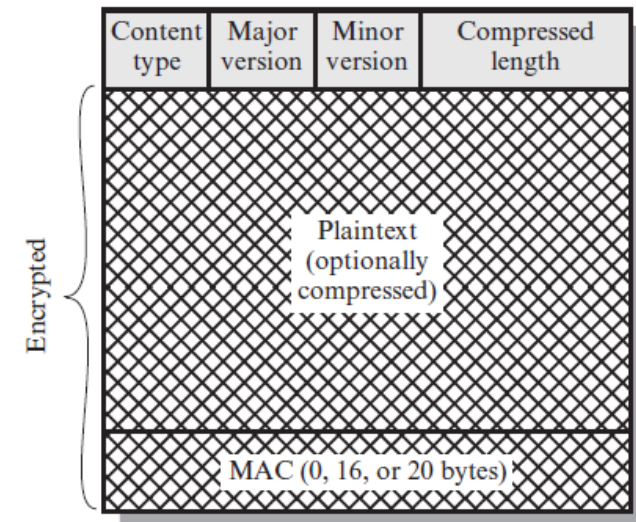 Content
type
Major
version
Minor
version
Compressed
length
Encrypted
Plaintext
(optionally
compressed)
MAC (0, 16, or 20 bytes)